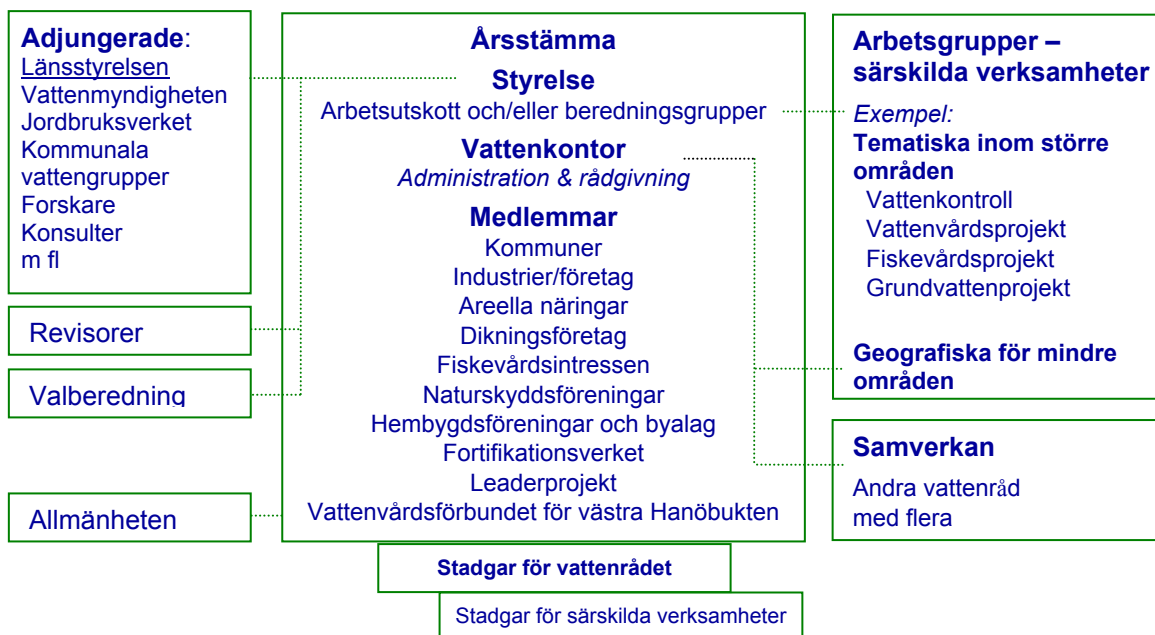 Adjungerade:
Länsstyrelsen
Vattenmyndigheten
Jordbruksverket
Kommunala
vattengrupper
Forskare
Konsulter
m fl
Revisorer
Valberedning
Allmänheten
Årsstämma
Styrelse
Arbetsutskott och/eller beredningsgrupper
Vattenkontor
Administration & rådgivning
Medlemmar
Kommuner
Industrier/företag
Areella näringar
Dikningsföretag
Fiskevårdsintressen
Naturskyddsföreningar
Hembygdsföreningar och byalag
Fortifikationsverket
Leaderprojekt
Vattenvårdsförbundet för västra Hanöbukten
Arbetsgrupper –
särskilda verksamheter
Exempel:
Tematiska inom större
områden
Vattenkontroll
Vattenvårdsprojekt
Fiskevårdsprojekt
Grundvattenprojekt
Geografiska för mindre
områden
Samverkan
Andra vattenråd
med flera
Stadgar för vattenrådet
Stadgar för särskilda verksamheter